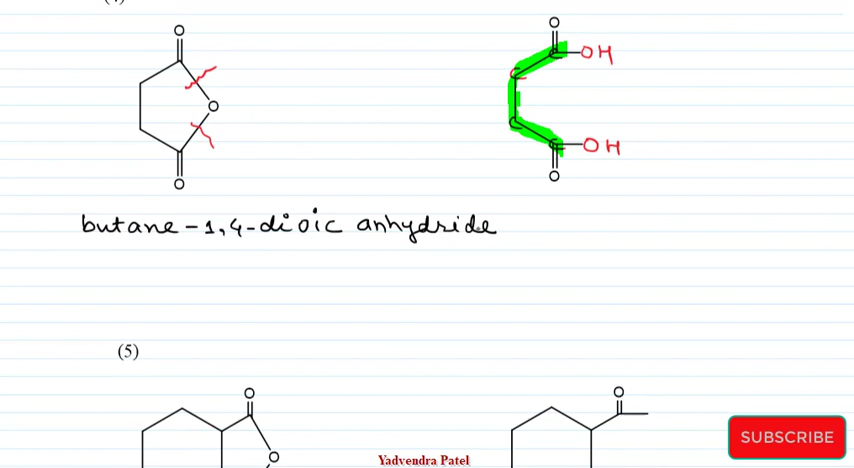 O
O
O
OH
C
C
C
C
OH
O
O
butane-1,4-dioic anhydride
(5)
O
O
O
SUBSCRIBE
Yadvendra Patel